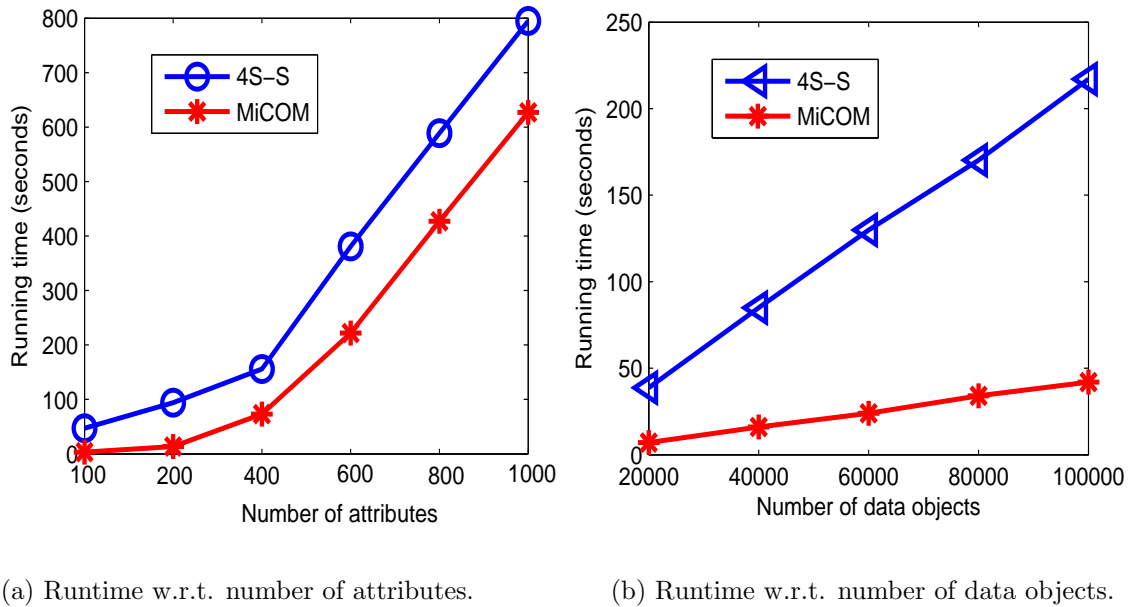 800
700
600
500
400
300
200
100
0
Running time (seconds)
4S-S
MiCOM
100 200 400 600 800 1000
Number of attributes
250
200
150
100
50
0
Running time (seconds)
4S-S
MiCOM
20000 40000 60000 80000 100000
Number of data objects
(a) Runtime w.r.t. number of attributes.
(b) Runtime w.r.t. number of data objects.